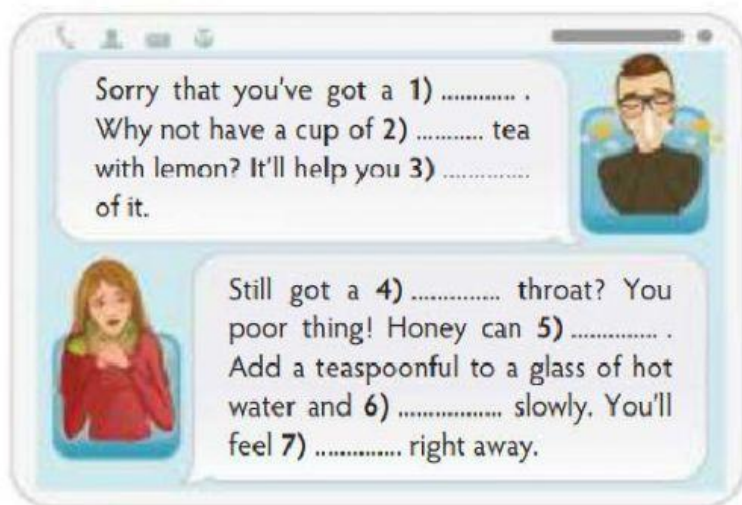 Sorry that you've got a 1) ............ .
Why not have a cup of 2) .......... tea
with lemon? It'll help you 3) ..............
of it.
Still got a 4) .............. throat? You
poor thing! Honey can 5) .............. .
Add a teaspoonful to a glass of hot
water and 6) ................. slowly. You'll
feel 7) .............. right away.